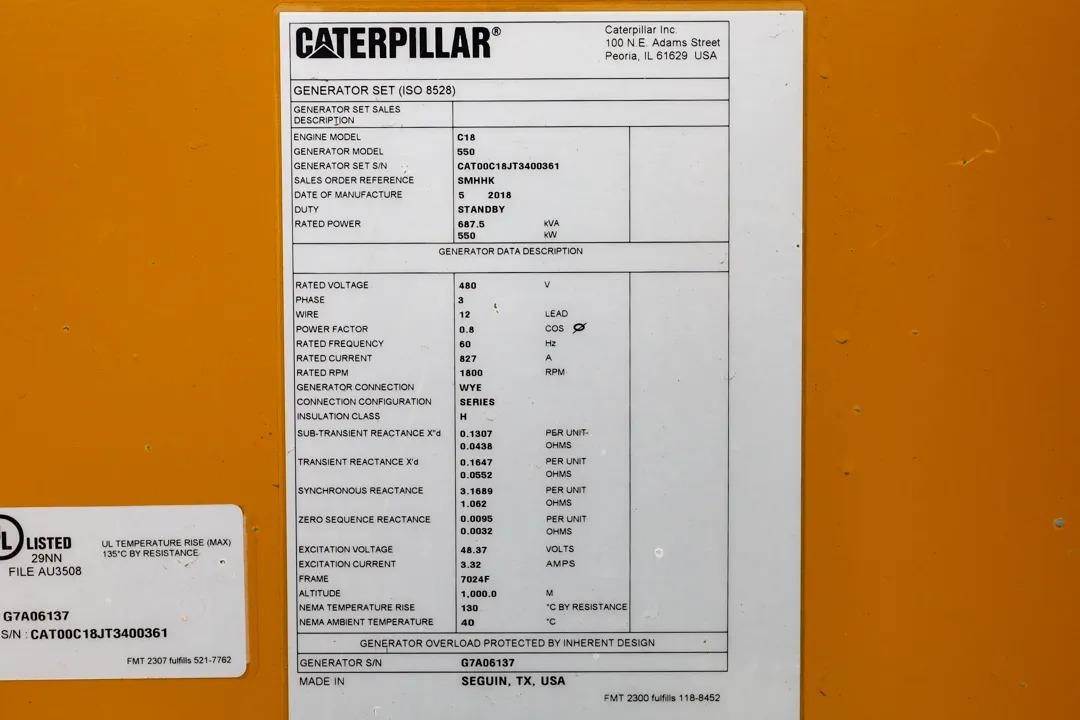 CATERPILLAR®
Caterpillar Inc.
100 N.E. Adams Street
Peoria, IL 61629 USA
GENERATOR SET (ISO 8528)
GENERATOR SET SALES
DESCRIPTION
ENGINE MODEL C18
GENERATOR MODEL 550
GENERATOR SET S/N CAT00C18JT3400361
SALES ORDER REFERENCE SMHHK
DATE OF MANUFACTURE 5 2018
DUTY STANDBY
RATED POWER 687.5 kVA
550 kW
GENERATOR DATA DESCRIPTION
RATED VOLTAGE 480 V
PHASE 3
WIRE 12 LEAD
POWER FACTOR 0.8 COS Ø
RATED FREQUENCY 60 Hz
RATED CURRENT 827 A
RATED RPM 1800 RPM
GENERATOR CONNECTION WYE
CONNECTION CONFIGURATION SERIES
INSULATION CLASS H
SUB-TRANSIENT REACTANCE X"d 0.1307 PER UNIT
0.0438 OHMS
TRANSIENT REACTANCE X'd 0.1647 PER UNIT
0.0552 OHMS
SYNCHRONOUS REACTANCE 3.1689 PER UNIT
1.062 OHMS
ZERO SEQUENCE REACTANCE 0.0095 PER UNIT
0.0032 OHMS
EXCITATION VOLTAGE 48.37 VOLTS
EXCITATION CURRENT 3.32 AMPS
FRAME 7024F
ALTITUDE 1,000.0 M
NEMA TEMPERATURE RISE 130 °C BY RESISTANCE
NEMA AMBIENT TEMPERATURE 40 °C
GENERATOR OVERLOAD PROTECTED BY INHERENT DESIGN
GENERATOR S/N G7A06137
MADE IN SEGUIN, TX, USA
FMT 2300 fulfills 118-8452
UL LISTED
29NN
FILE AU3508
UL TEMPERATURE RISE (MAX)
135°C BY RESISTANCE
G7A06137
S/N : CAT00C18JT3400361
FMT 2307 fulfills 521-7762